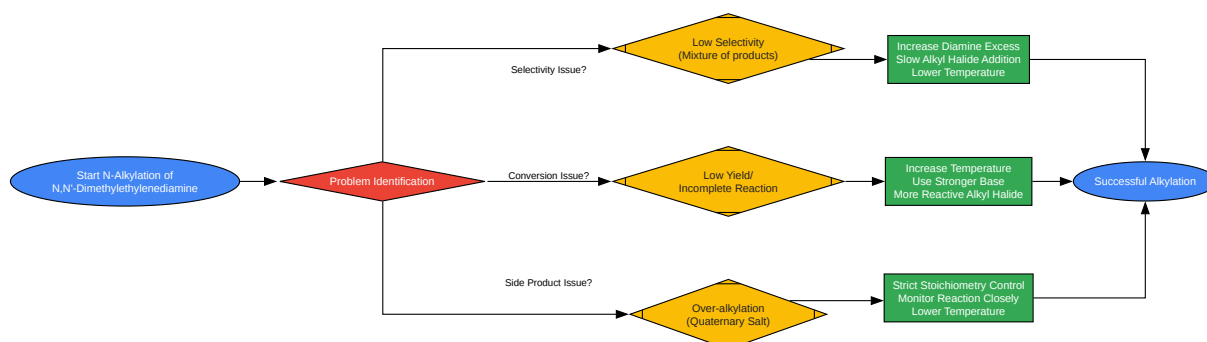 Start N-Alkylation of
N,N'-Dimethylethylenediamine
Problem Identification
Selectivity Issue?
Low Selectivity
(Mixture of products)
Increase Diamine Excess
Slow Alkyl Halide Addition
Lower Temperature
Conversion Issue?
Low Yield/
Incomplete Reaction
Increase Temperature
Use Stronger Base
More Reactive Alkyl Halide
Successful Alkylation
Side Product Issue?
Over-alkylation
(Quaternary Salt)
Strict Stoichiometry Control
Monitor Reaction Closely
Lower Temperature